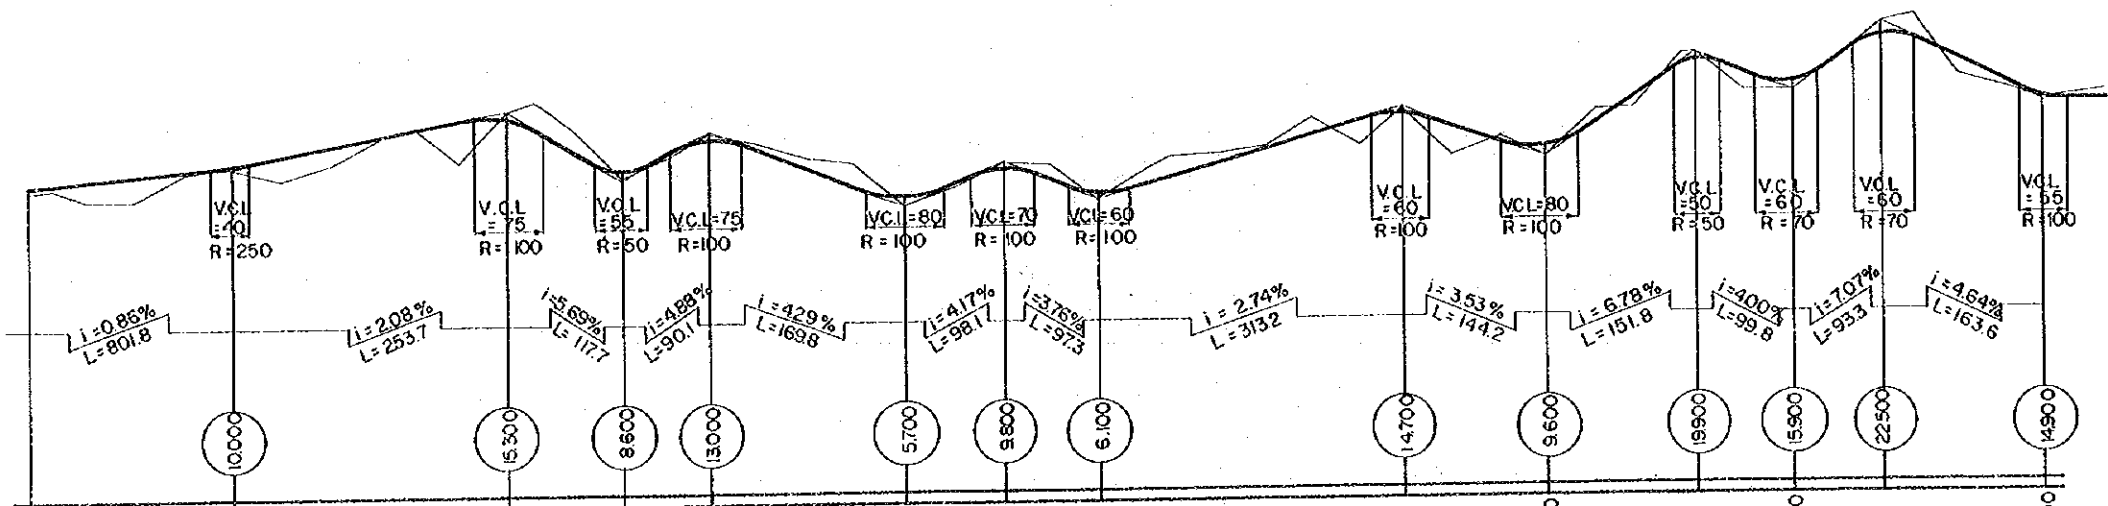 V.C.L
=40
R=250
V.C.L
=75
R=100
V.C.L
=55
R=50
V.C.L=75
R=100
V.C.L=80
R=100
V.C.L=70
R=100
V.C.L=60
R=100
V.C.L
=60
R=100
V.C.L=80
R=100
V.C.L
=50
R=50
V.C.L
=60
R=70
V.C.L
=60
R=70
V.C.L
=55
R=100
i=0.86%
L=801.8
i=2.08%
L=253.7
i=5.69%
L=117.7
i=4.88%
L=90.1
i=4.29%
L=169.8
i=4.17%
L=98.1
i=3.76%
L=97.3
i=2.74%
L=313.2
i=3.53%
L=144.2
i=6.78%
L=151.8
i=4.00%
L=99.8
i=7.07%
L=93.3
i=4.64%
L=163.6
10.000
15.300
8.600
13.000
5.700
9.800
6.100
14.700
9.600
19.900
15.900
22.500
14.900